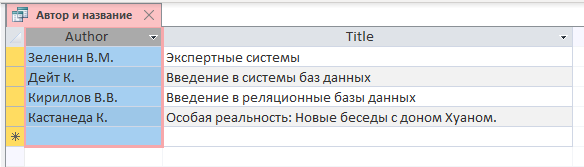 Автор и название
Author Title
Зеленин В.М. Экспертные системы
Дейт К. Введение в системы баз данных
Кириллов В.В. Введение в реляционные базы данных
Кастанеда К. Особая реальность: Новые беседы с доном Хуаном.